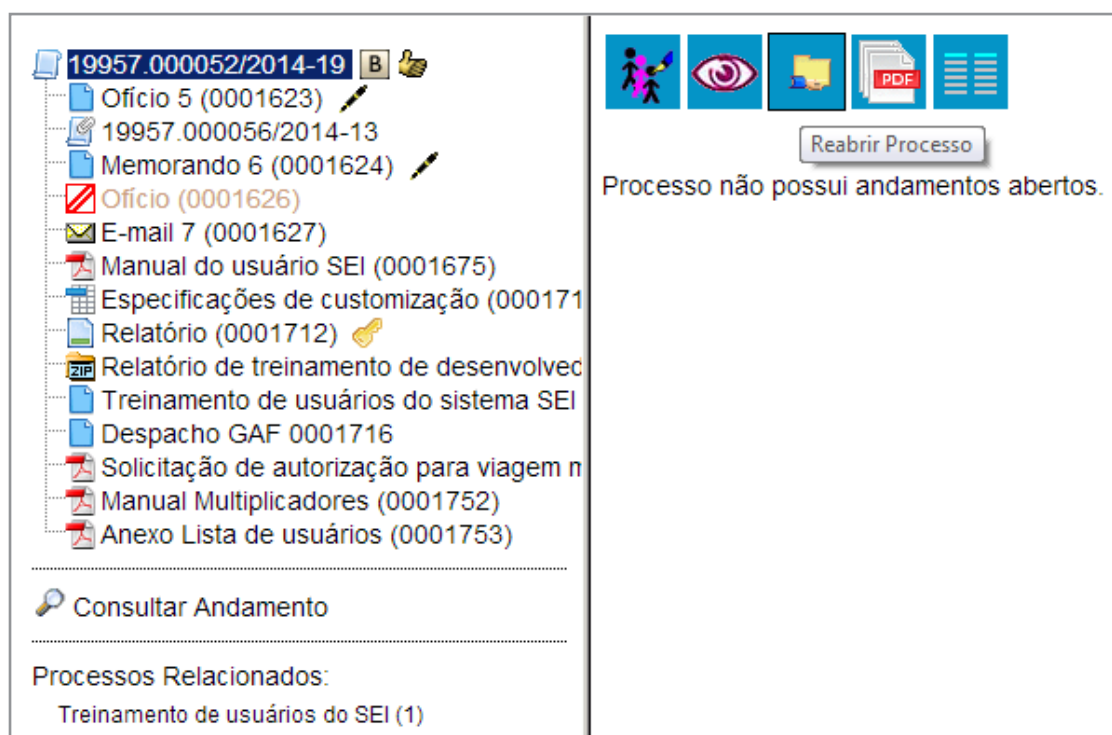 19957.000052/2014-19 B
Ofício 5 (0001623)
19957.000056/2014-13
Memorando 6 (0001624)
Ofício (0001626)
E-mail 7 (0001627)
Manual do usuário SEI (0001675)
Especificações de customização (000171
Relatório (0001712)
ZIP Relatório de treinamento de desenvolved
Treinamento de usuários do sistema SEI
Despacho GAF 0001716
Solicitação de autorização para viagem m
Manual Multiplicadores (0001752)
Anexo Lista de usuários (0001753)
Consultar Andamento
Processos Relacionados:
Treinamento de usuários do SEI (1)
PDF
Reabrir Processo
Processo não possui andamentos abertos.